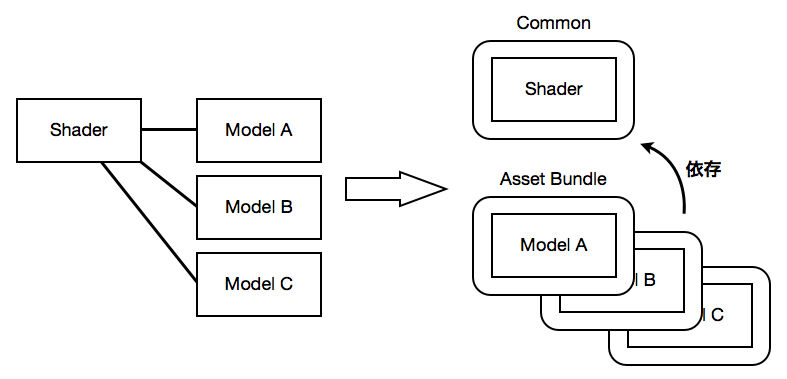 Shader
Model A
Model B
Model C
Common
Shader
依存
Asset Bundle
Model A
B
C